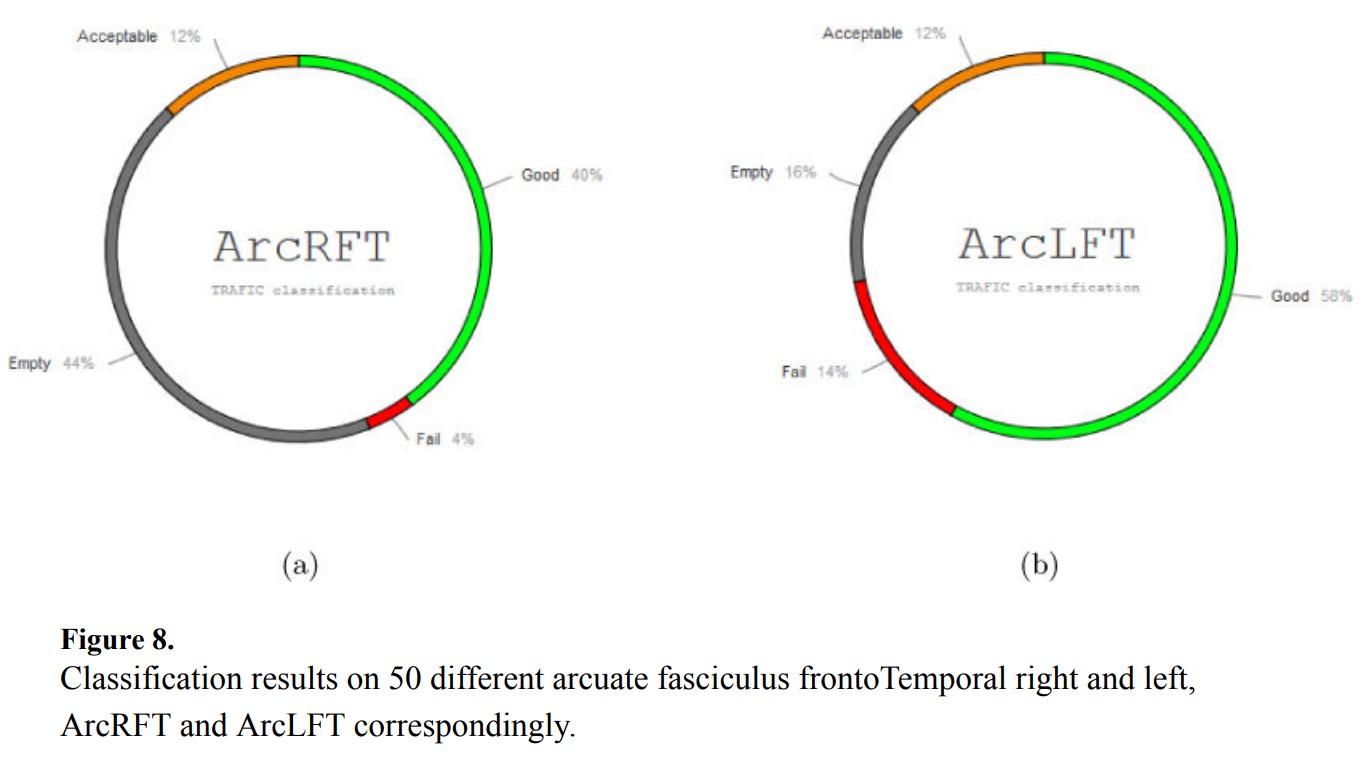 Acceptable 12%
Good 40%
ArcRFT
TRAFIC classification
Empty 44%
Fail 4%
(a)
Acceptable 12%
Empty 16%
ArcLFT
TRAFIC classification
Good 58%
Fail 14%
(b)
Figure 8.
Classification results on 50 different arcuate fasciculus frontoTemporal right and left,
ArcRFT and ArcLFT correspondingly.